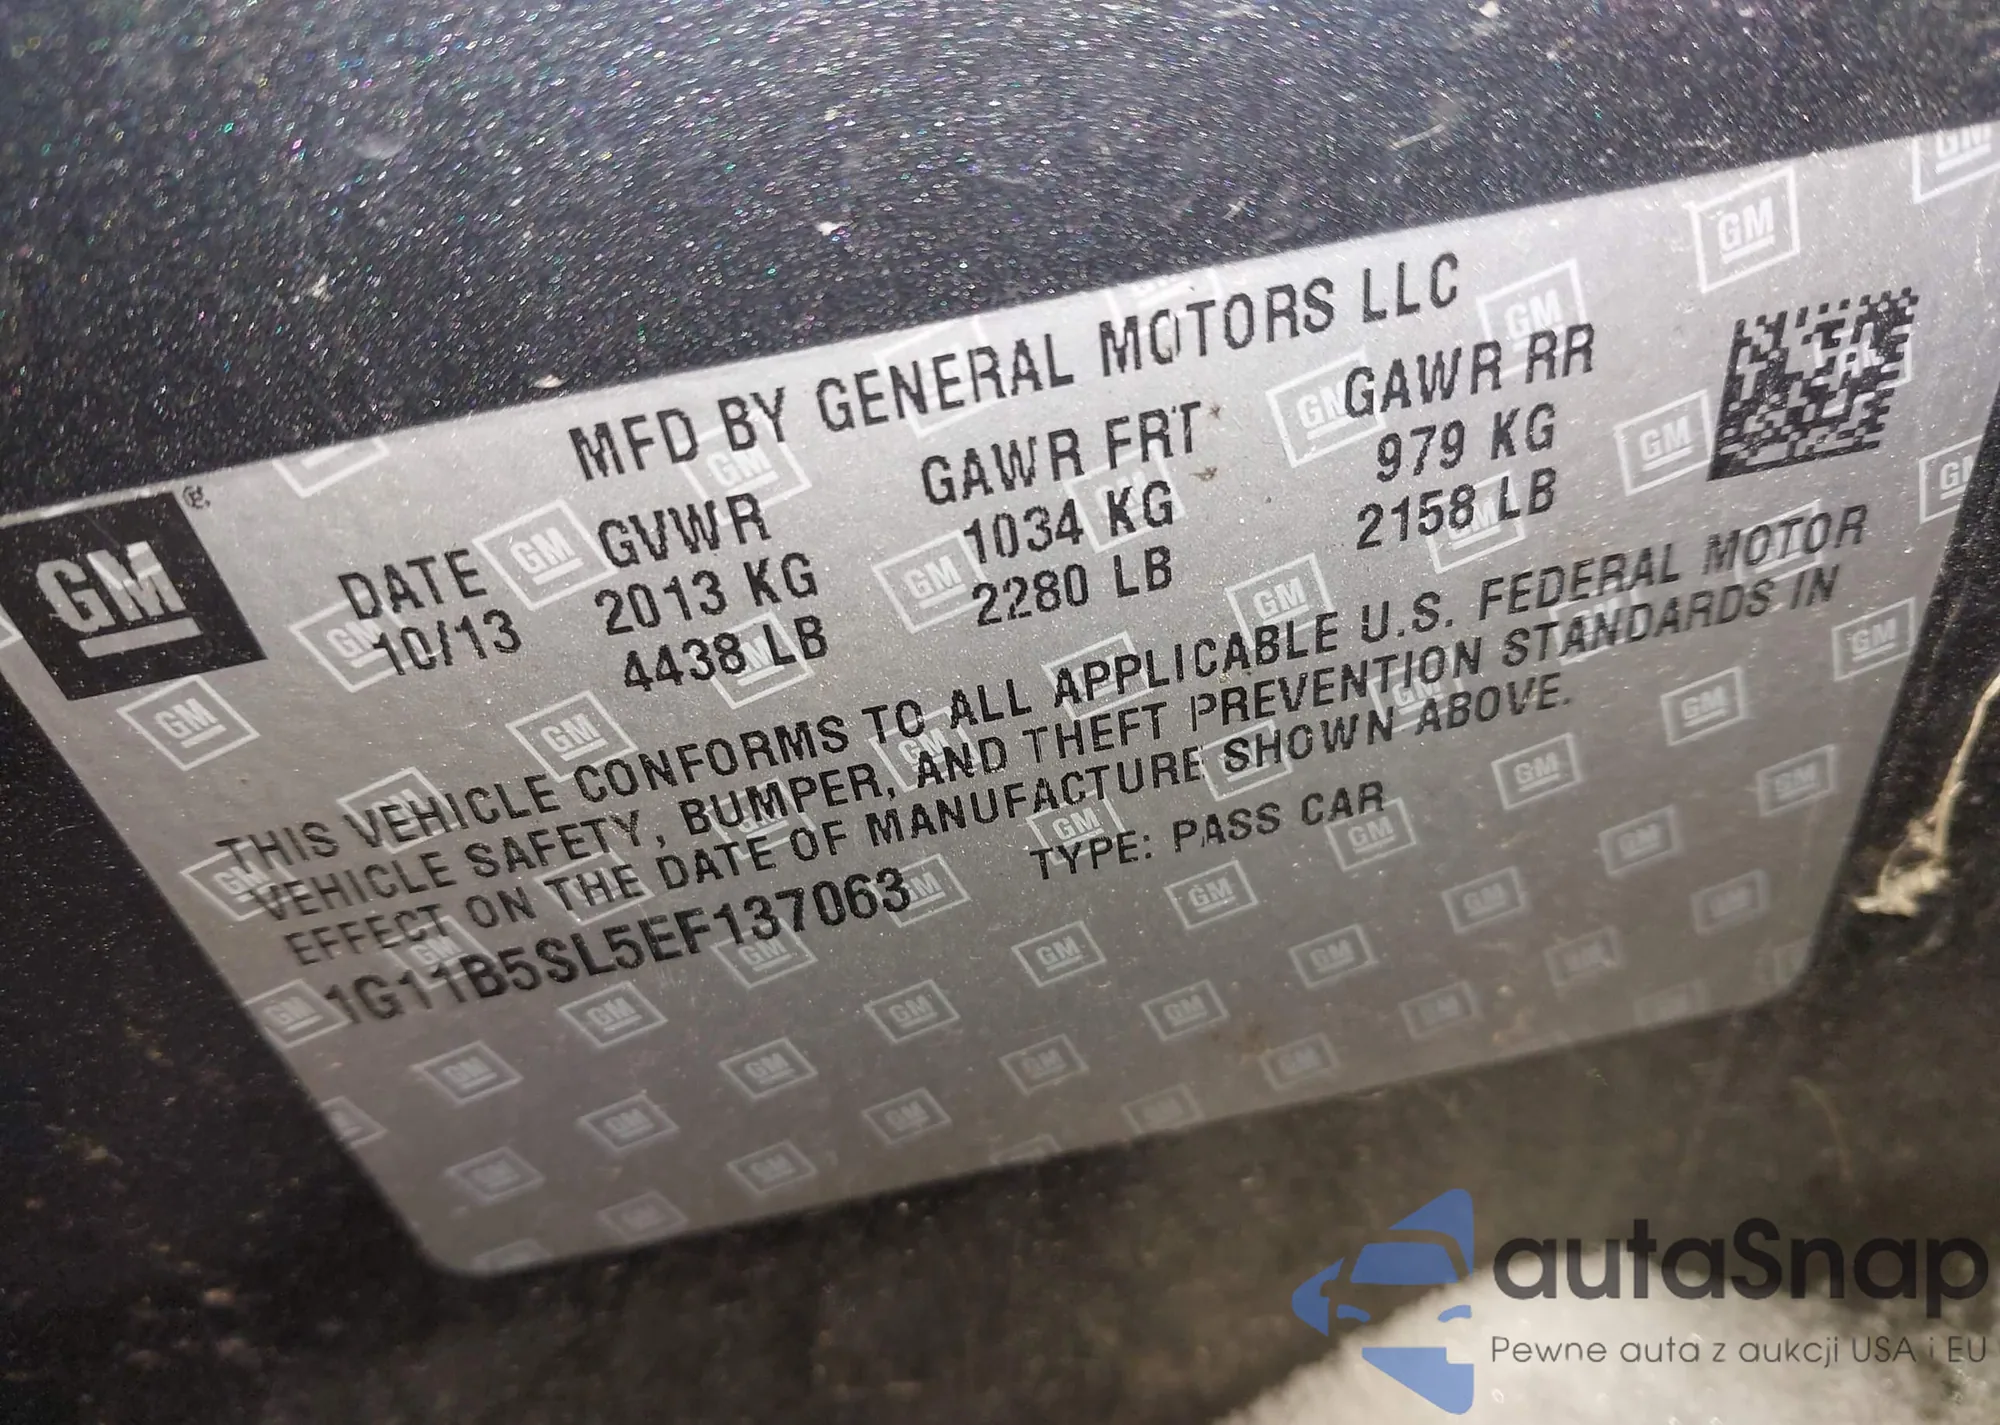 MFD BY GENERAL MOTORS LLC
GM
DATE GVWR GAWR FRT GAWR RR
10/13 2013 KG 1034 KG 979 KG
4438 LB 2280 LB 2158 LB
THIS VEHICLE CONFORMS TO ALL APPLICABLE U.S. FEDERAL MOTOR
VEHICLE SAFETY, BUMPER, AND THEFT PREVENTION STANDARDS IN
EFFECT ON THE DATE OF MANUFACTURE SHOWN ABOVE.
1G11B5SL5EF137063 TYPE: PASS CAR
autaSnap
Pewne auta z aukcji USA i EU